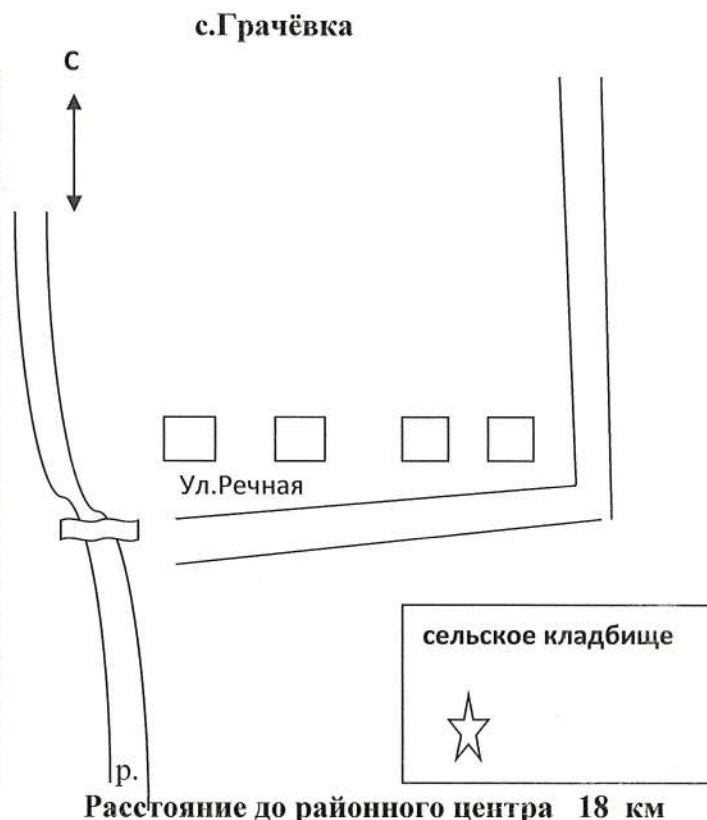 с.Грачёвка
С
Ул.Речная
сельское кладбище
р.
Расстояние до районного центра 18 км